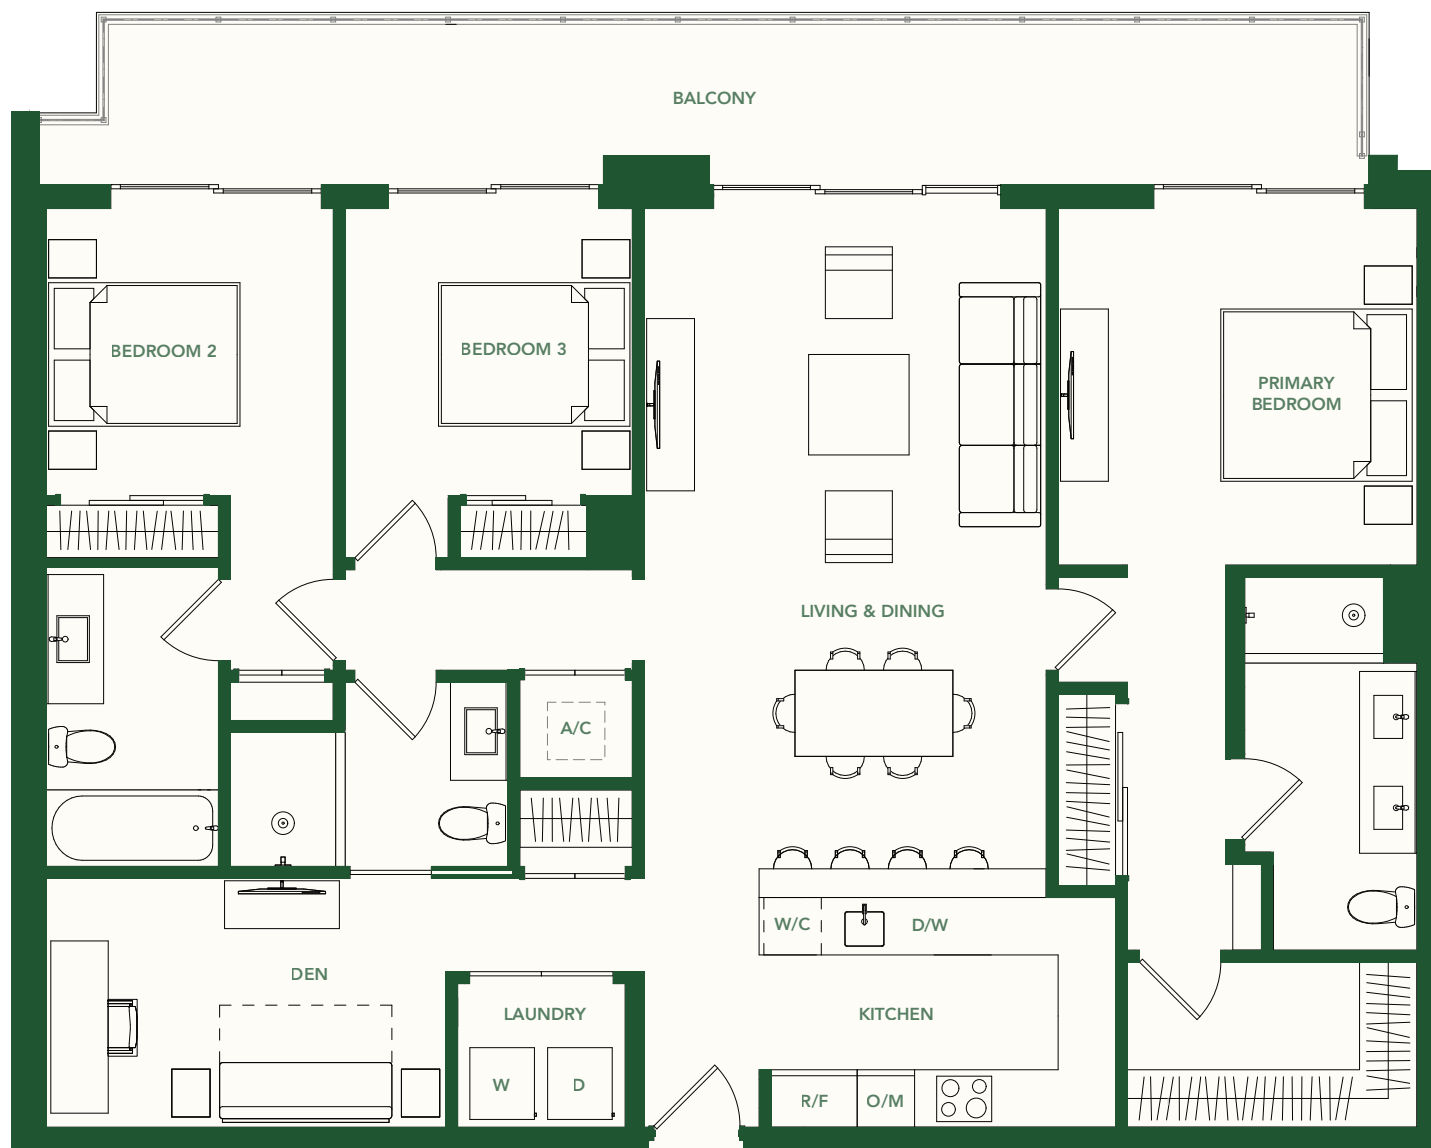 BALCONY
BEDROOM 2
BEDROOM 3
PRIMARY
BEDROOM
LIVING & DINING
A/C
W/C
D/W
DEN
LAUNDRY
KITCHEN
W
D
R/F
O/M